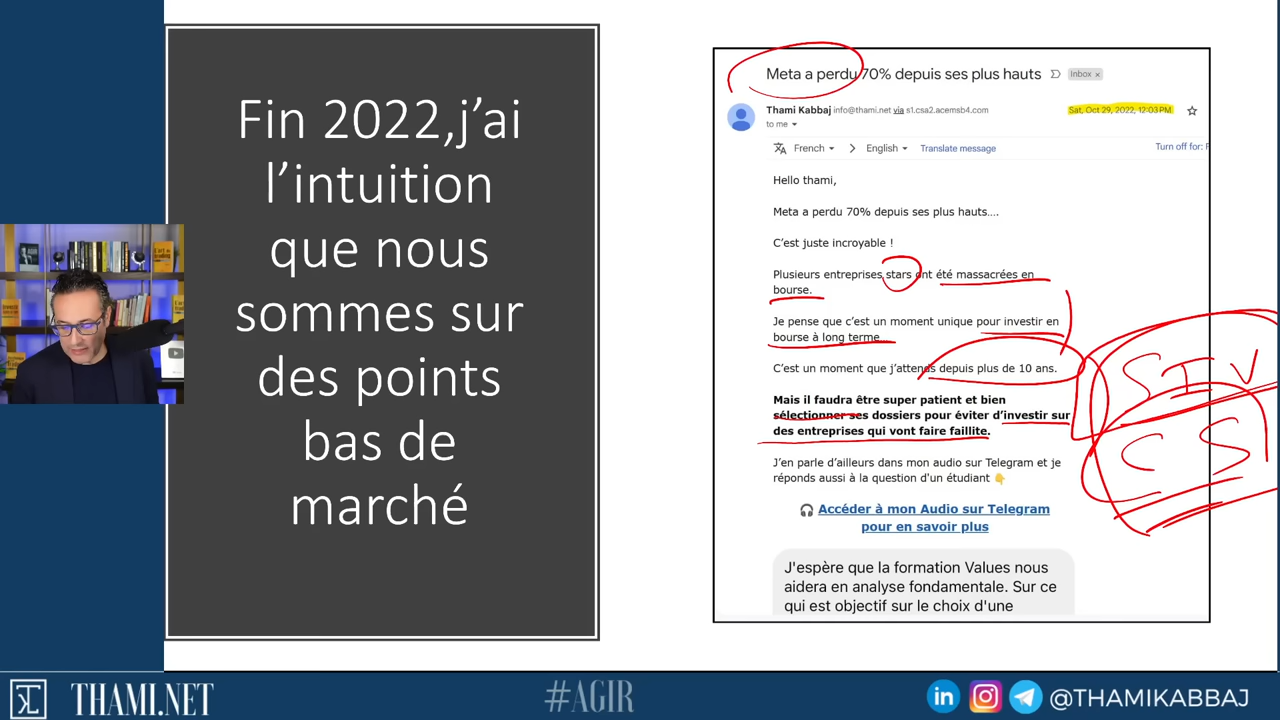 Fin 2022,j’ai
l’intuition
que nous
sommes sur
des points
bas de
marché
Meta a perdu 70% depuis ses plus hauts
Inbox ×
Thami Kabbaj info@thami.net via s1.csa2.acemsb4.com
Sat, Oct 29, 2022, 12:03 PM
to me
French > English Translate message
Turn off for: F
Hello thami,
Meta a perdu 70% depuis ses plus hauts....
C’est juste incroyable !
Plusieurs entreprises stars ont été massacrées en
bourse.
Je pense que c’est un moment unique pour investir en
bourse à long terme...
C’est un moment que j’attends depuis plus de 10 ans.
Mais il faudra être super patient et bien
sélectionner ses dossiers pour éviter d’investir sur
des entreprises qui vont faire faillite.
J’en parle d’ailleurs dans mon audio sur Telegram et je
réponds aussi à la question d'un étudiant 👇
🎧 Accéder à mon Audio sur Telegram
pour en savoir plus
J'espère que la formation Values nous
aidera en analyse fondamentale. Sur ce
qui est objectif sur le choix d'une
SIV
CS
THAMI.NET
#AGIR
@THAMIKABBAJ